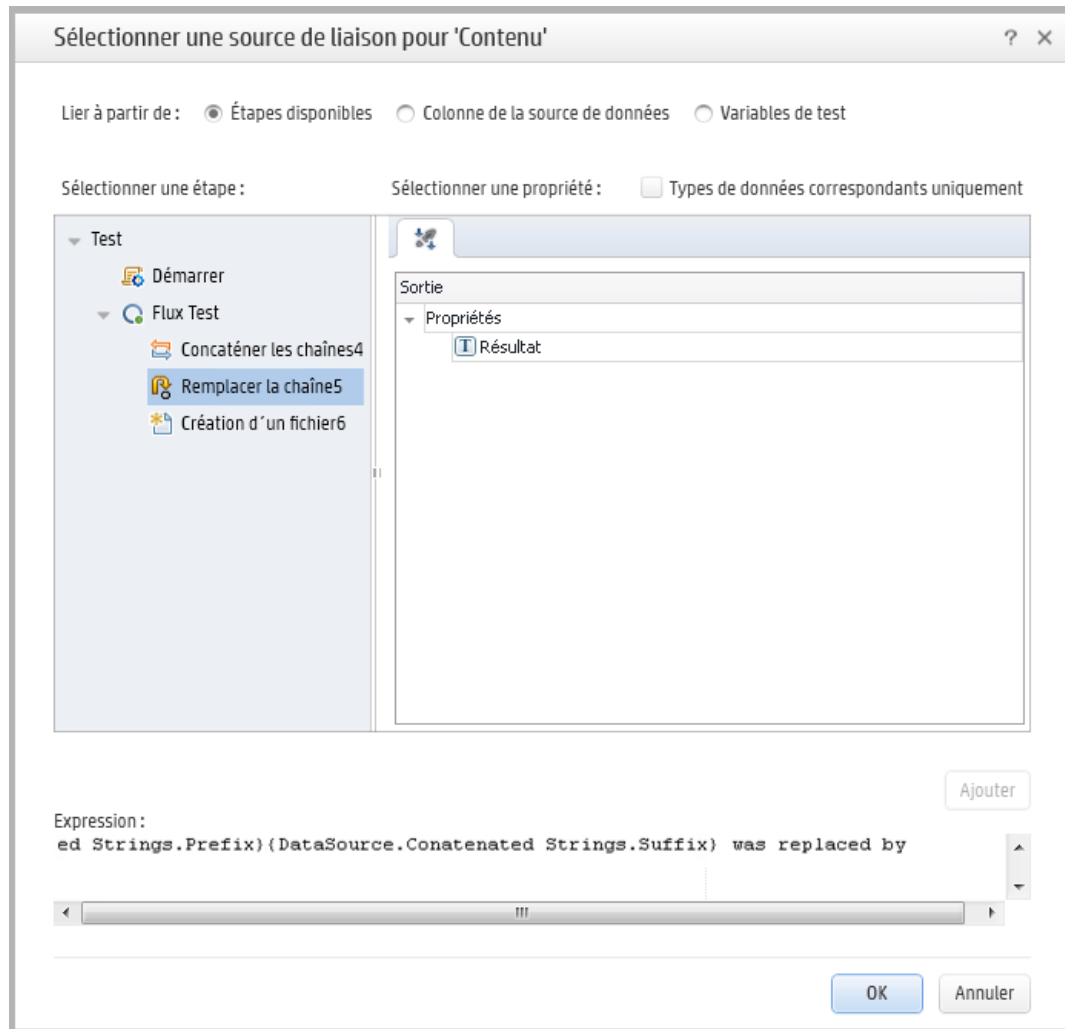 Sélectionner une source de liaison pour 'Contenu'
Lier à partir de : Étapes disponibles Colonne de la source de données Variables de test
Sélectionner une étape : Sélectionner une propriété : Types de données correspondants uniquement
Test
Démarrer
Flux Test
Concaténer les chaînes4
Remplacer la chaîne5
Création d´un fichier6
Sortie
Propriétés
T Résultat
Ajouter
Expression :
ed Strings.Prefix}{DataSource.Conatenated Strings.Suffix} was replaced by
OK Annuler